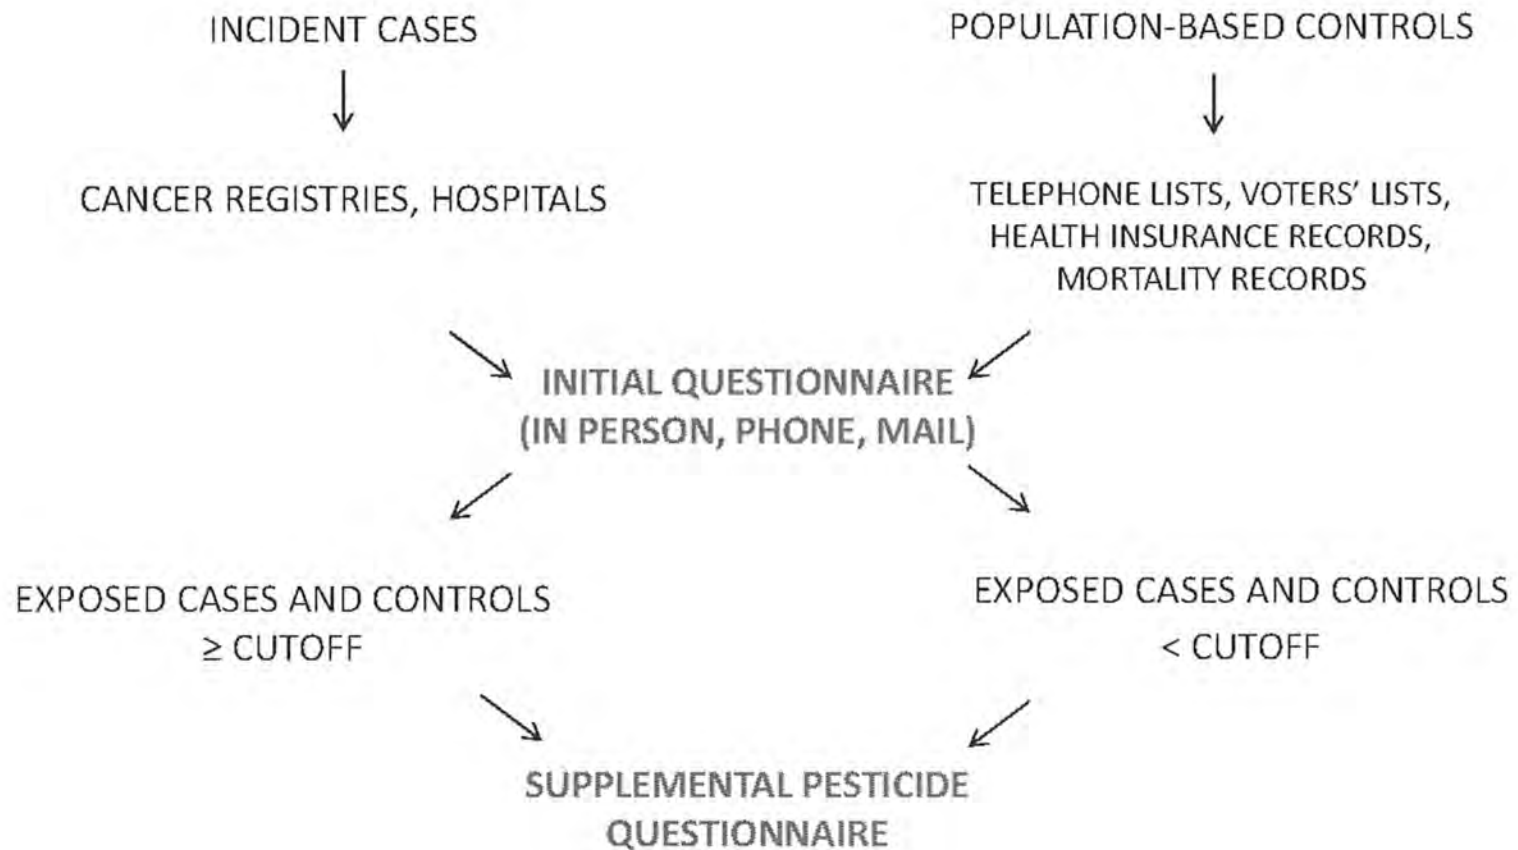 INCIDENT CASES
POPULATION-BASED CONTROLS
CANCER REGISTRIES, HOSPITALS
TELEPHONE LISTS, VOTERS’ LISTS,
HEALTH INSURANCE RECORDS,
MORTALITY RECORDS
INITIAL QUESTIONNAIRE
(IN PERSON, PHONE, MAIL)
EXPOSED CASES AND CONTROLS
≥ CUTOFF
EXPOSED CASES AND CONTROLS
< CUTOFF
SUPPLEMENTAL PESTICIDE
QUESTIONNAIRE